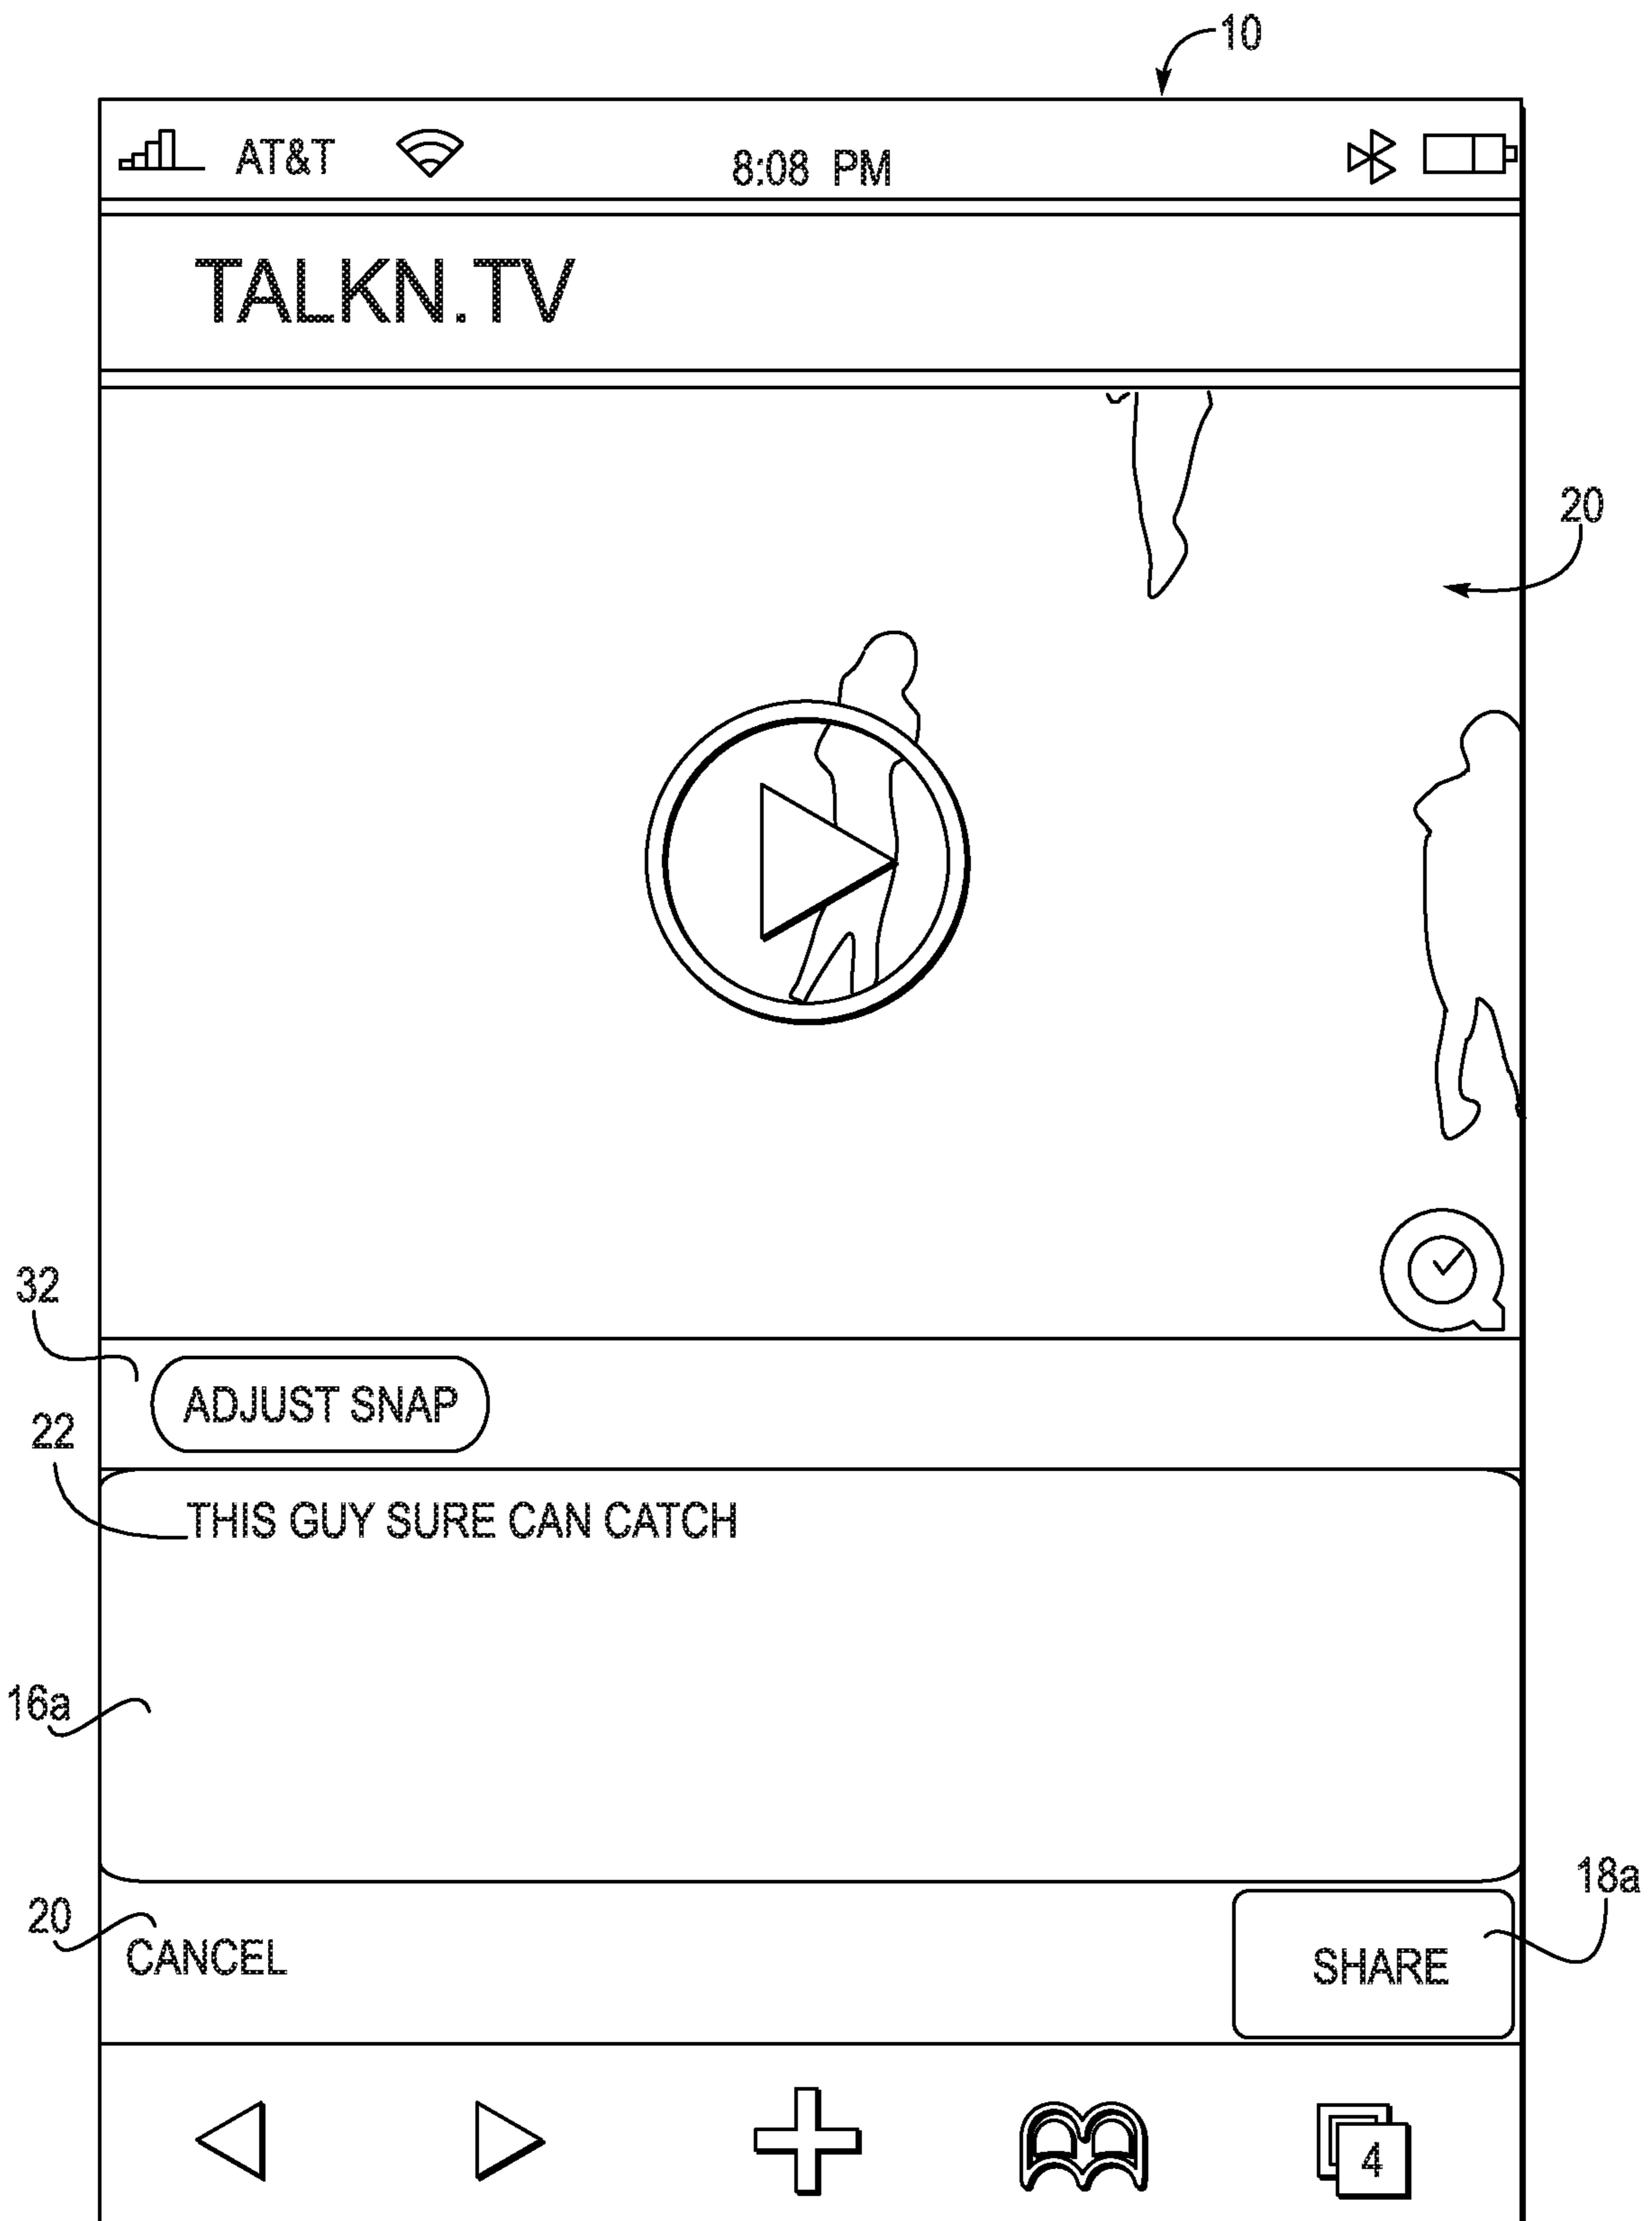 10
AT&T 8:08 PM
TALKN.TV
20
32
ADJUST SNAP
22
THIS GUY SURE CAN CATCH
16a
18a
20
CANCEL
SHARE
4